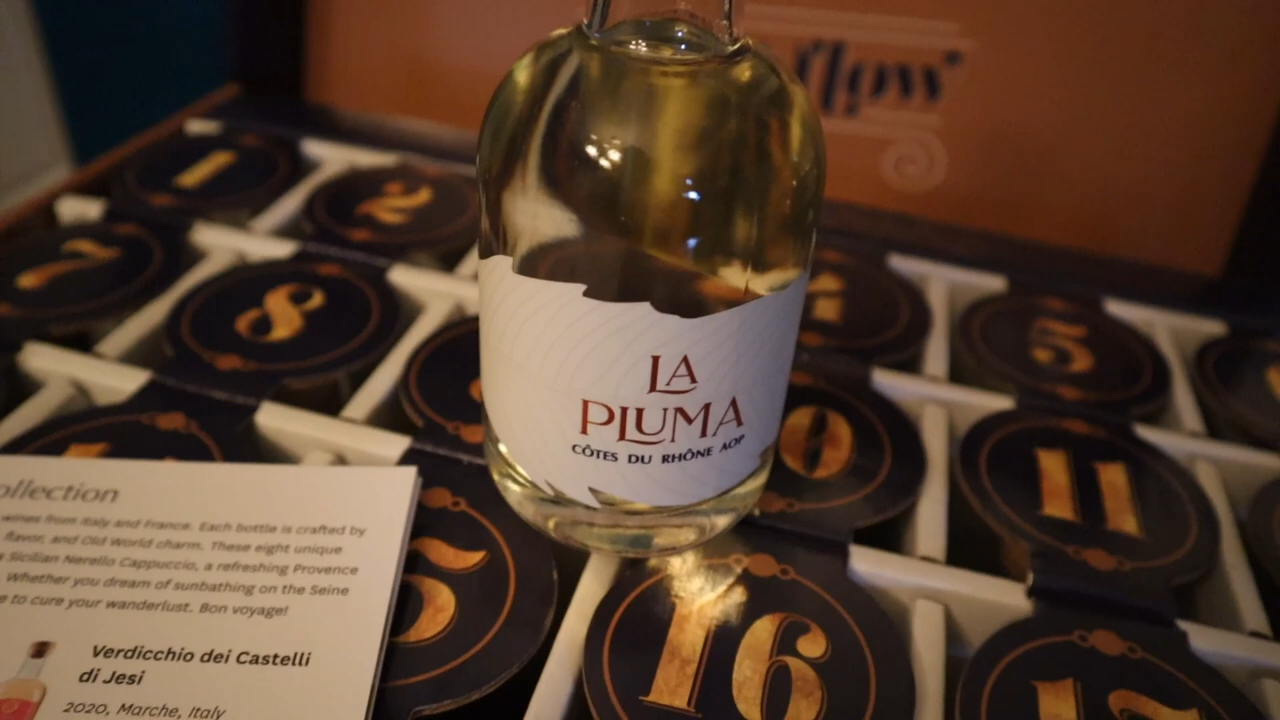 1
2
7
8
5
11
16
LA
PLUMA
CÔTES DU RHÔNE AOP
wines from Italy and France. Each bottle is crafted by
flavor, and Old World charm. These eight unique
Sicilian Nerello Cappuccio, a refreshing Provence
Whether you dream of sunbathing on the Seine
to cure your wanderlust. Bon voyage!
Verdicchio dei Castelli
di Jesi
2020, Marche, Italy